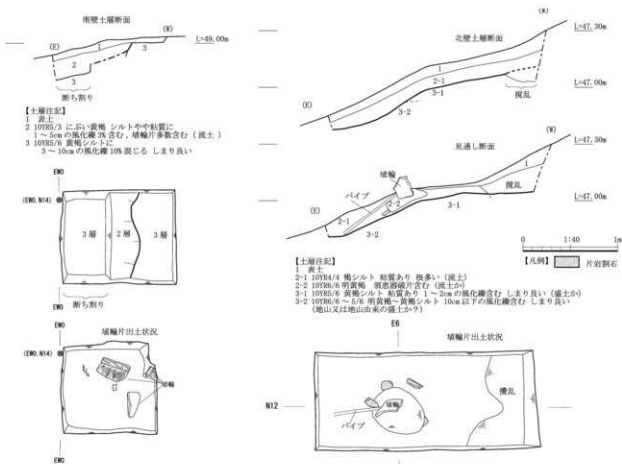 南壁土層断面
(E)
(W)
L=49.00m
1
2
3
3
断ち割り
【土層注記】
1 表土
2 10YR5/3 にぶい黄褐 シルトやや粘質に
1～5cmの風化礫3%含む, 埴輪片多数含む (流土)
3 10YR5/6 黄褐シルトに
3～10cmの風化礫10%混じる しまり良い
EW0
(EW0, N14)
3層
2層
3層
断ち割り
EW0
埴輪片出土状況
EW0
(EW0, N14)
埴輪
EW0
北壁土層断面
(W)
L=47.30m
1
2-1
3-1
L=47.00m
攪乱
3-2
(E)
見通し断面
(W)
L=47.30m
埴輪
1
パイプ
攪乱
2-2
3-1
L=47.00m
(E)
2-1
3-2
0 1:40 1m
【凡例】 片岩割石
【土層注記】
1 表土
2-1 10YR4/4 褐シルト 粘質あり 根多い (流土)
2-2 10YR6/6 明黄褐 須恵器破片含む (流土か)
3-1 10YR5/6 黄褐シルト 粘質あり 1～2cmの風化礫含む しまり良い (盛土か)
3-2 10YR6/6～5/6 明黄褐～黄褐シルト 10cm以下の風化礫含む しまり良い
(地山又は地山由来の盛土か?)
E6
埴輪片出土状況
N12
埴輪
パイプ
攪乱